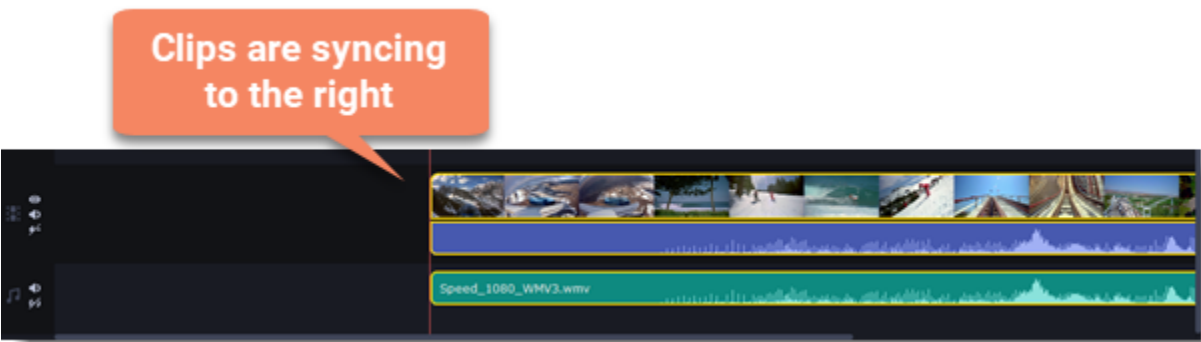 Clips are syncing
to the right
Speed_1080_WMV3.wmv